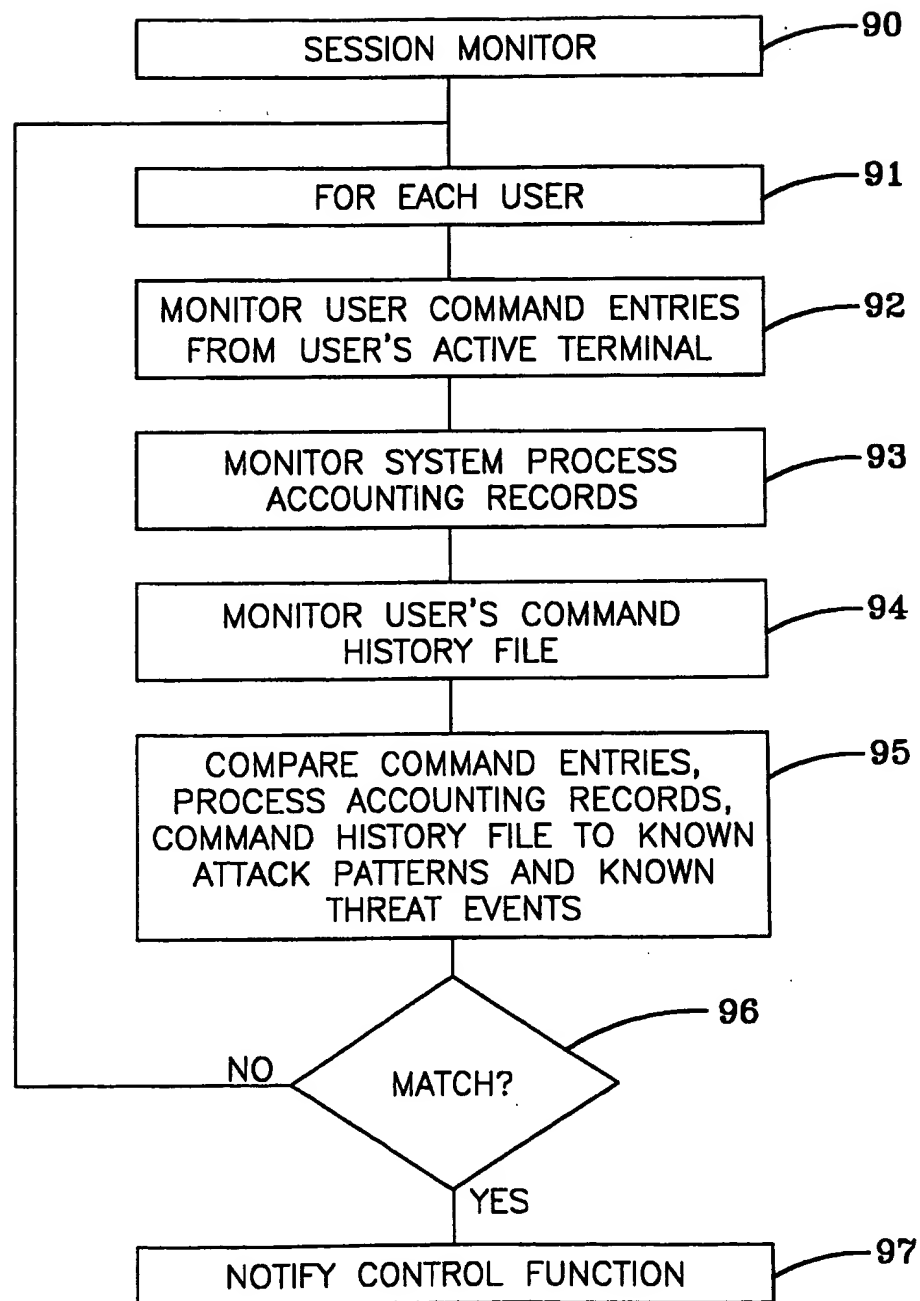 SESSION MONITOR
90
FOR EACH USER
91
MONITOR USER COMMAND ENTRIES
FROM USER'S ACTIVE TERMINAL
92
MONITOR SYSTEM PROCESS
ACCOUNTING RECORDS
93
MONITOR USER'S COMMAND
HISTORY FILE
94
COMPARE COMMAND ENTRIES,
PROCESS ACCOUNTING RECORDS,
COMMAND HISTORY FILE TO KNOWN
ATTACK PATTERNS AND KNOWN
THREAT EVENTS
95
MATCH?
96
NO
YES
NOTIFY CONTROL FUNCTION
97